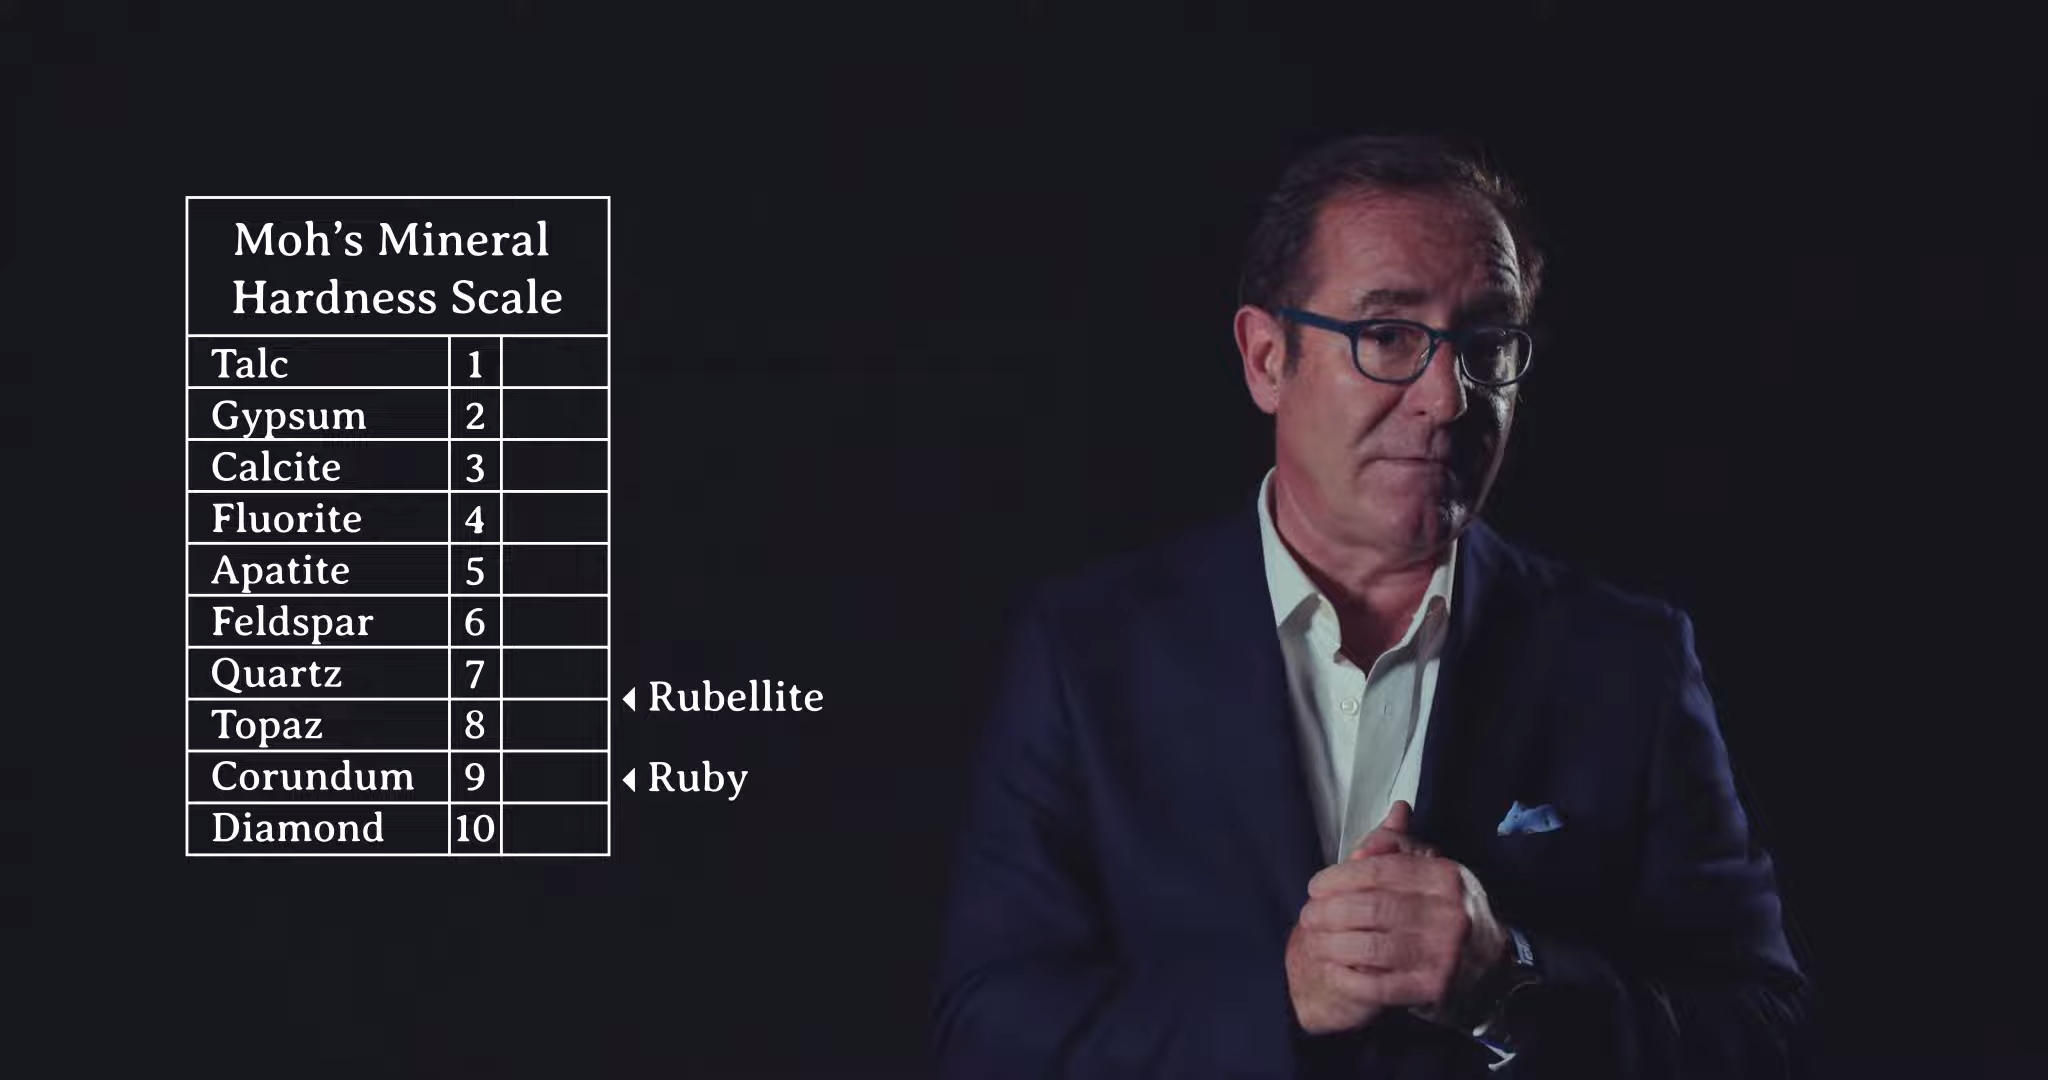 Moh's Mineral
Hardness Scale
Talc 1
Gypsum 2
Calcite 3
Fluorite 4
Apatite 5
Feldspar 6
Quartz 7
◂ Rubellite
Topaz 8
Corundum 9 ◂ Ruby
Diamond 10